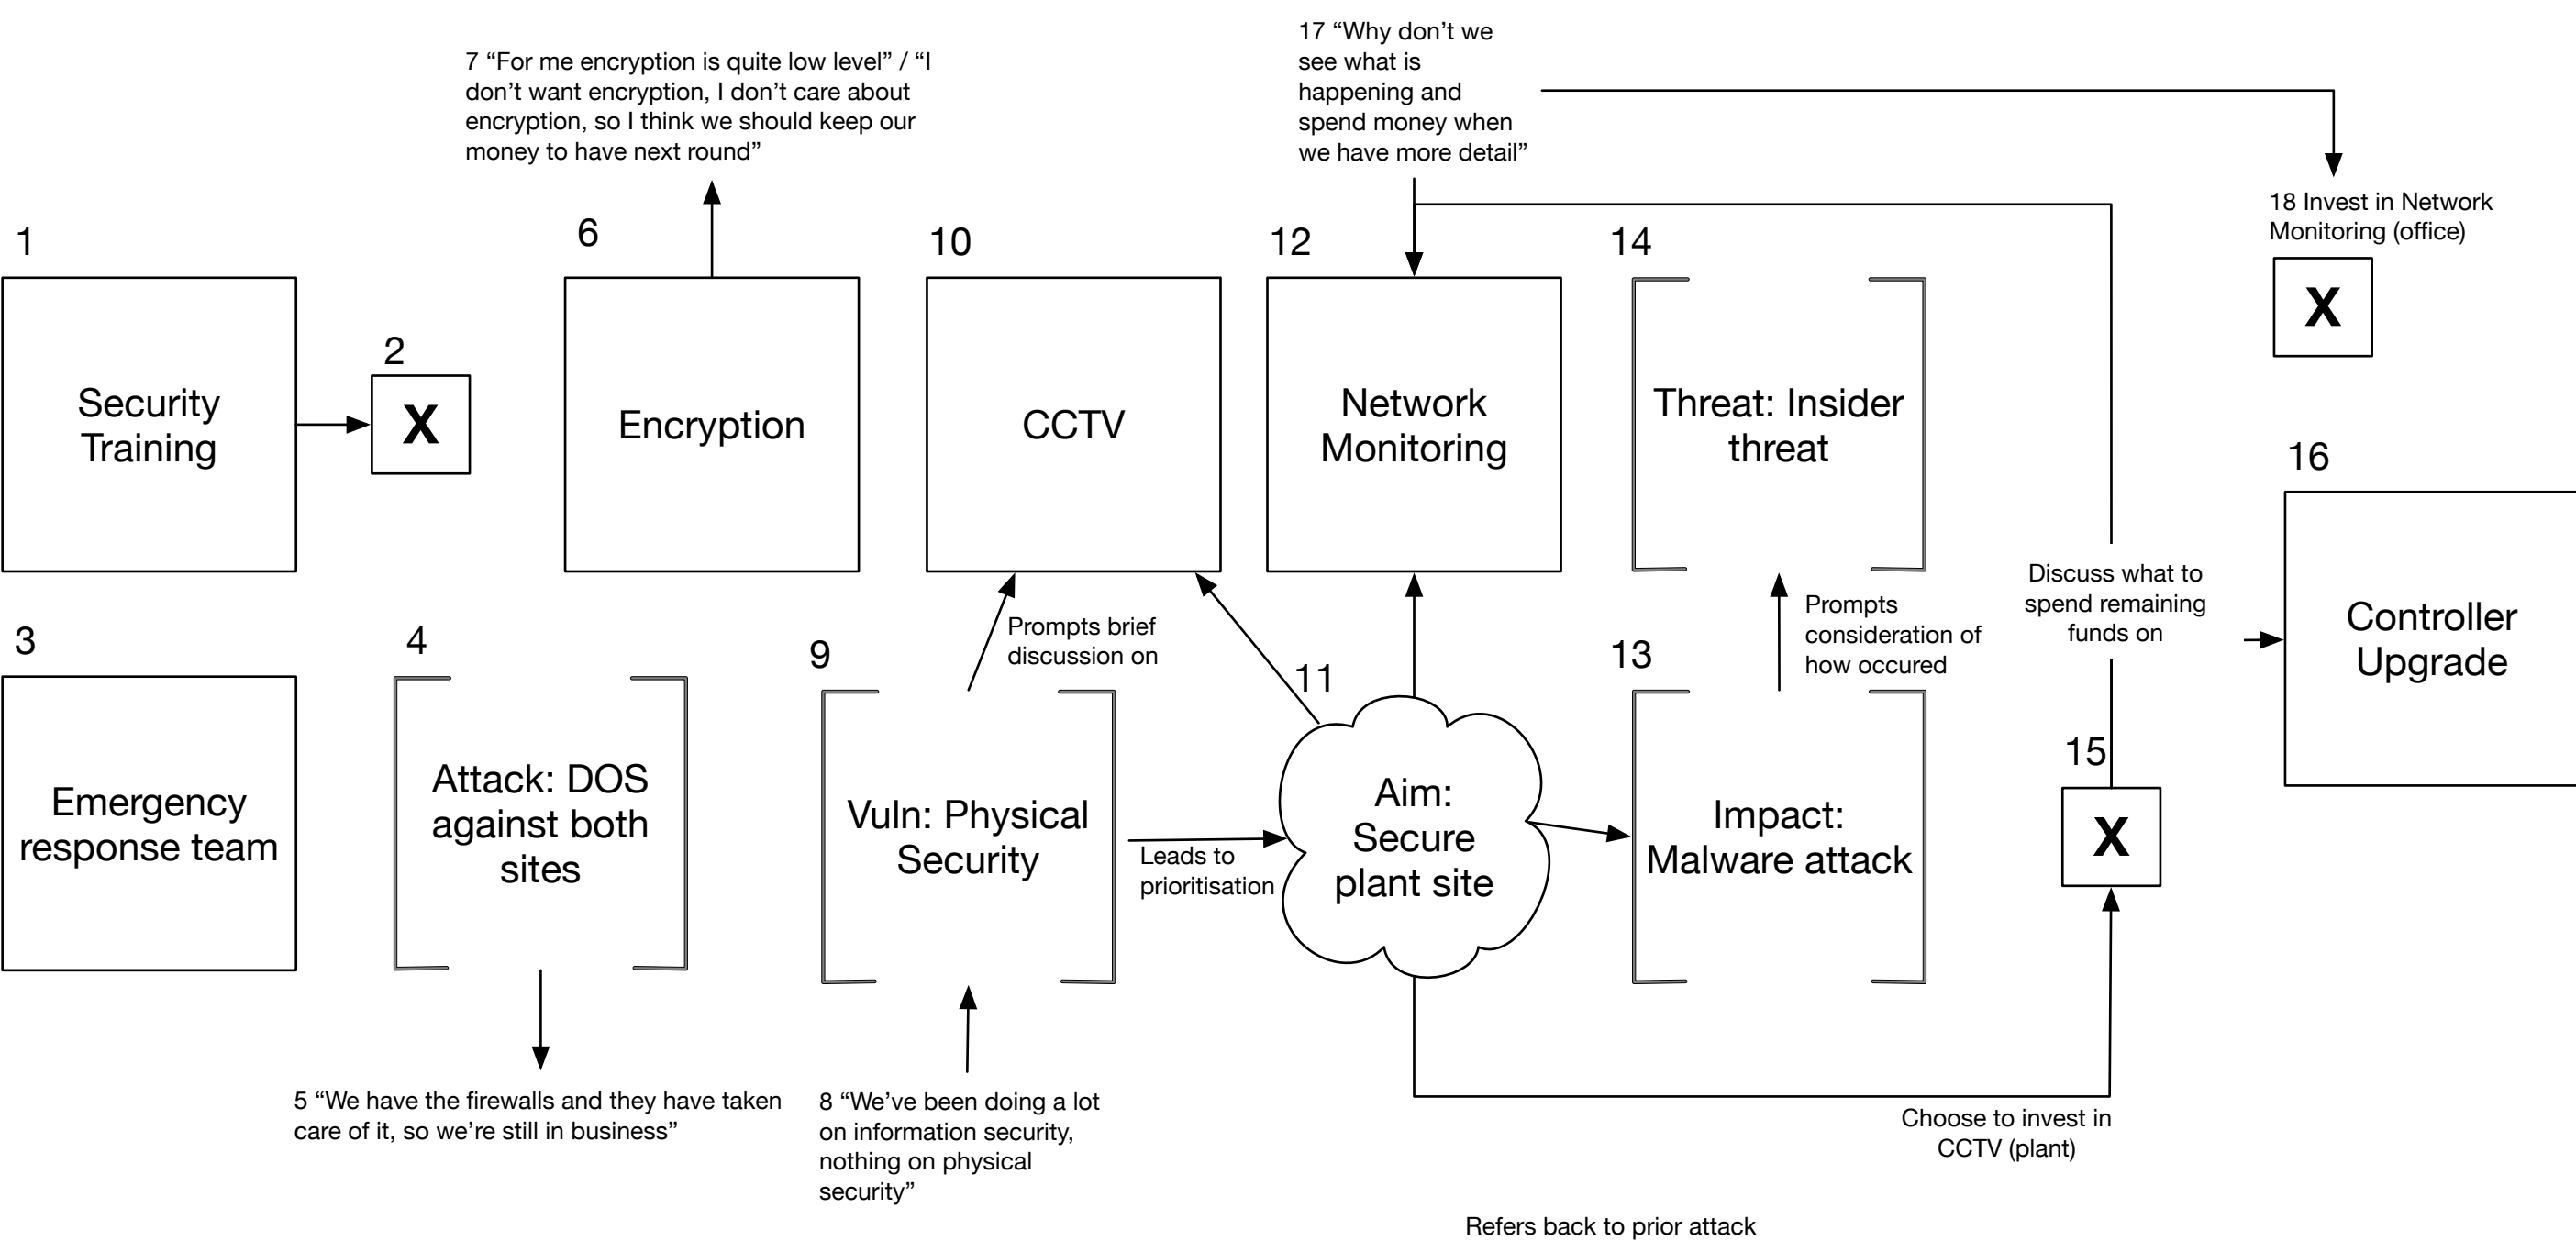 17 “Why don’t we
see what is
happening and
spend money when
we have more detail”
7 “For me encryption is quite low level” / “I
don’t want encryption, I don’t care about
encryption, so I think we should keep our
money to have next round”
18 Invest in Network
Monitoring (office)
X
1
Security
Training
2
X
6
Encryption
10
CCTV
12
Network
Monitoring
14
Threat: Insider
threat
16
Controller
Upgrade
Discuss what to
spend remaining
funds on
Prompts brief
discussion on
Prompts
consideration of
how occured
3
Emergency
response team
4
Attack: DOS
against both
sites
9
Vuln: Physical
Security
Leads to
prioritisation
11
Aim:
Secure
plant site
13
Impact:
Malware attack
15
X
5 “We have the firewalls and they have taken
care of it, so we’re still in business”
8 “We’ve been doing a lot
on information security,
nothing on physical
security”
Choose to invest in
CCTV (plant)
Refers back to prior attack